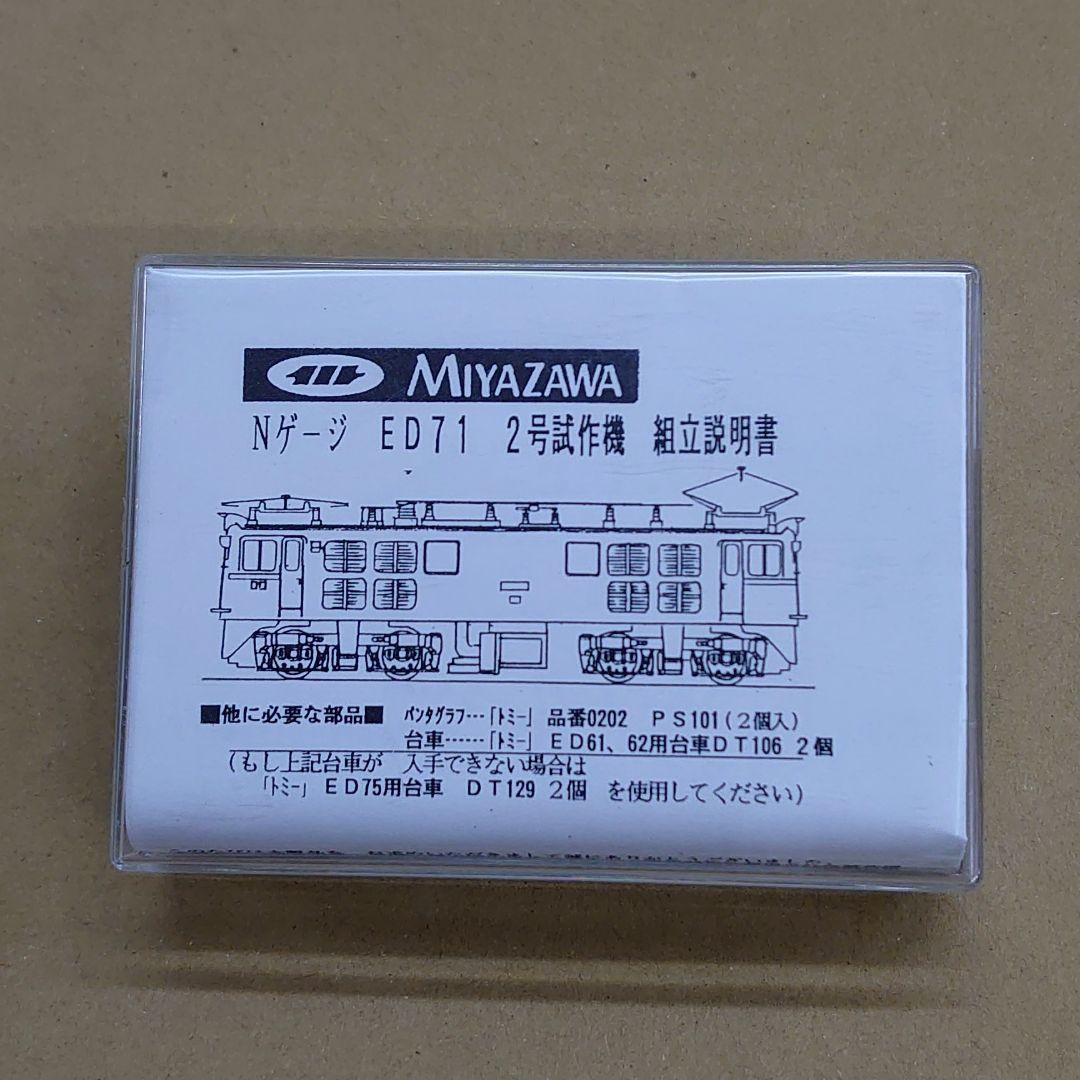 MIYAZAWA
Nゲージ ED71 2号試作機 組立説明書
■他に必要な部品■ パンタグラフ…「トミー」 品番0202 PS101(2個入)
台車……「トミー」 ED61、62用台車DT106 2個
(もし上記台車が 入手できない場合は
「トミー」 ED75用台車 DT129 2個 を使用してください)